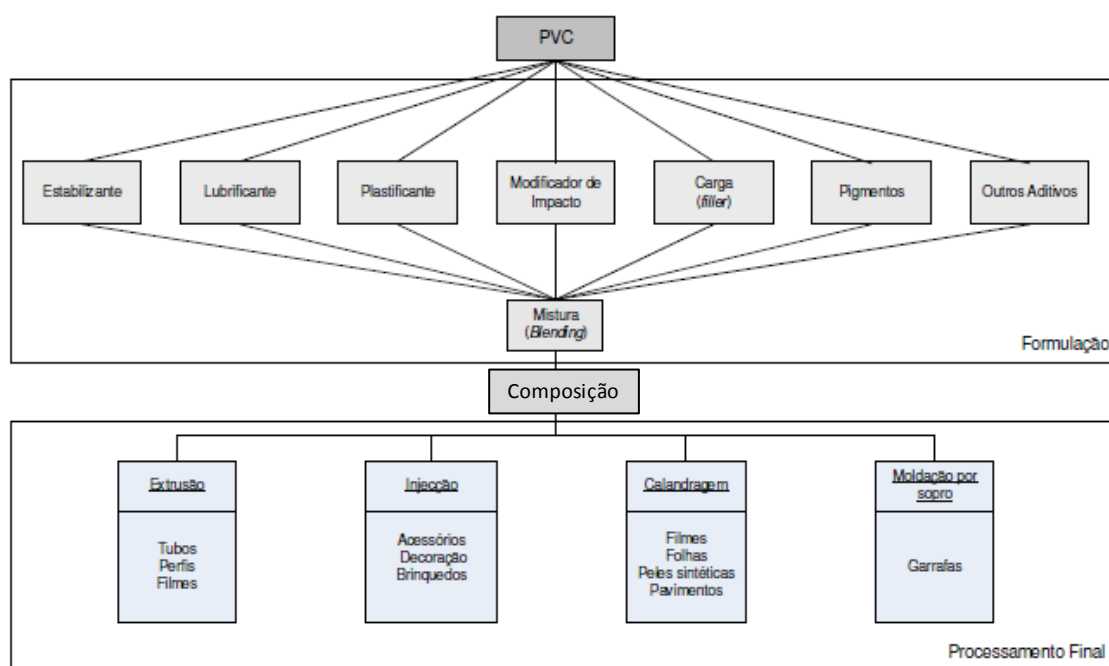 PVC
Estabilizante
Lubrificante
Plastificante
Modificador de
Impacto
Carga
(filler)
Pigmentos
Outros Aditivos
Mistura
(Blending)
Formulação
Composição
Extrusão
Tubos
Perfis
Filmes
Injecção
Acessórios
Decoração
Brinquedos
Calandragem
Filmes
Folhas
Peles sintéticas
Pavimentos
Moldação por
sopro
Garrafas
Processamento Final